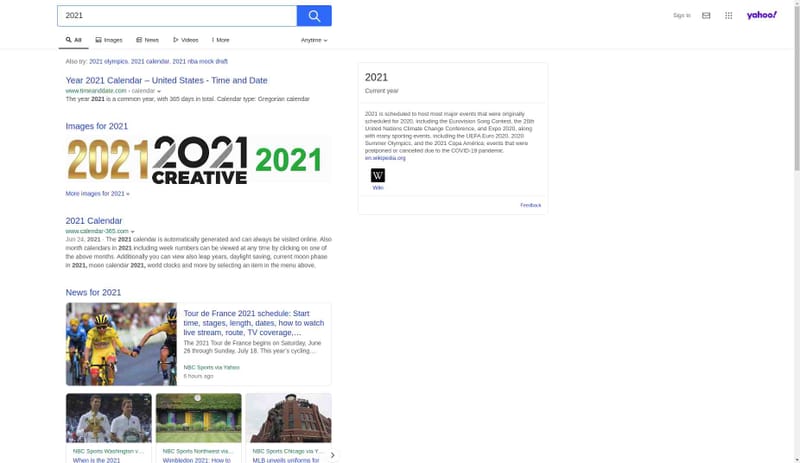 2021
Sign In
yahoo!
All
Images
News
Videos
More
Anytime
Also try: 2021 olympics, 2021 calendar, 2021 nba mock draft
Year 2021 Calendar – United States - Time and Date
www.timeanddate.com › calendar
The year 2021 is a common year, with 365 days in total. Calendar type: Gregorian calendar
Images for 2021
2021
2021
CREATIVE
2021
More images for 2021 »
2021 Calendar
www.calendar-365.com
Jun 24, 2021 · The 2021 calendar is automatically generated and can always be visited online. Also
month calendars in 2021 including week numbers can be viewed at any time by clicking on one of
the above months. Additionally you can view also leap years, daylight saving, current moon phase
in 2021, moon calendar 2021, world clocks and more by selecting an item in the menu above.
News for 2021
Tour de France 2021 schedule: Start
time, stages, length, dates, how to watch
live stream, route, TV coverage,…
The 2021 Tour de France begins on Saturday, June
26 through Sunday, July 18. This year's cycling…
NBC Sports via Yahoo
6 hours ago
NBC Sports Washington v…
When is the 2021
NBC Sports Northwest via…
Wimbledon 2021: How to
NBC Sports Chicago via Y…
MLB unveils uniforms for
2021
Current year
2021 is scheduled to host most major events that were originally
scheduled for 2020, including the Eurovision Song Contest, the 26th
United Nations Climate Change Conference, and Expo 2020, along
with many sporting events, including the UEFA Euro 2020, 2020
Summer Olympics, and the 2021 Copa América; events that were
postponed or canceled due to the COVID-19 pandemic.
en.wikipedia.org
W
Wiki
Feedback